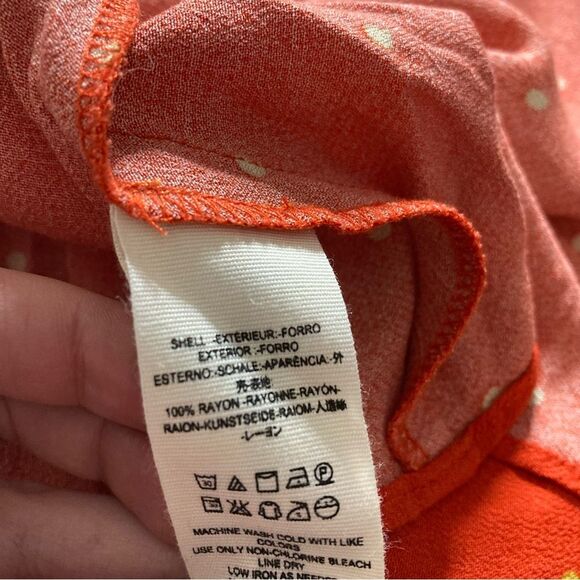 SHELL -EXTÉRIEUR:-FORRO
EXTERIOR -FORRO
ESTERNO:-SCHALE-APARÊNCIA:-外
壳-表地
100% RAYON-RAYONNE-RAYÓN-
RAION-KUNSTSEIDE-RAIOM-人造絲
-レーヨン
MACHINE WASH COLD WITH LIKE
COLORS
USE ONLY NON-CHLORINE BLEACH
LINE DRY
LOW IRON AS NEEDED